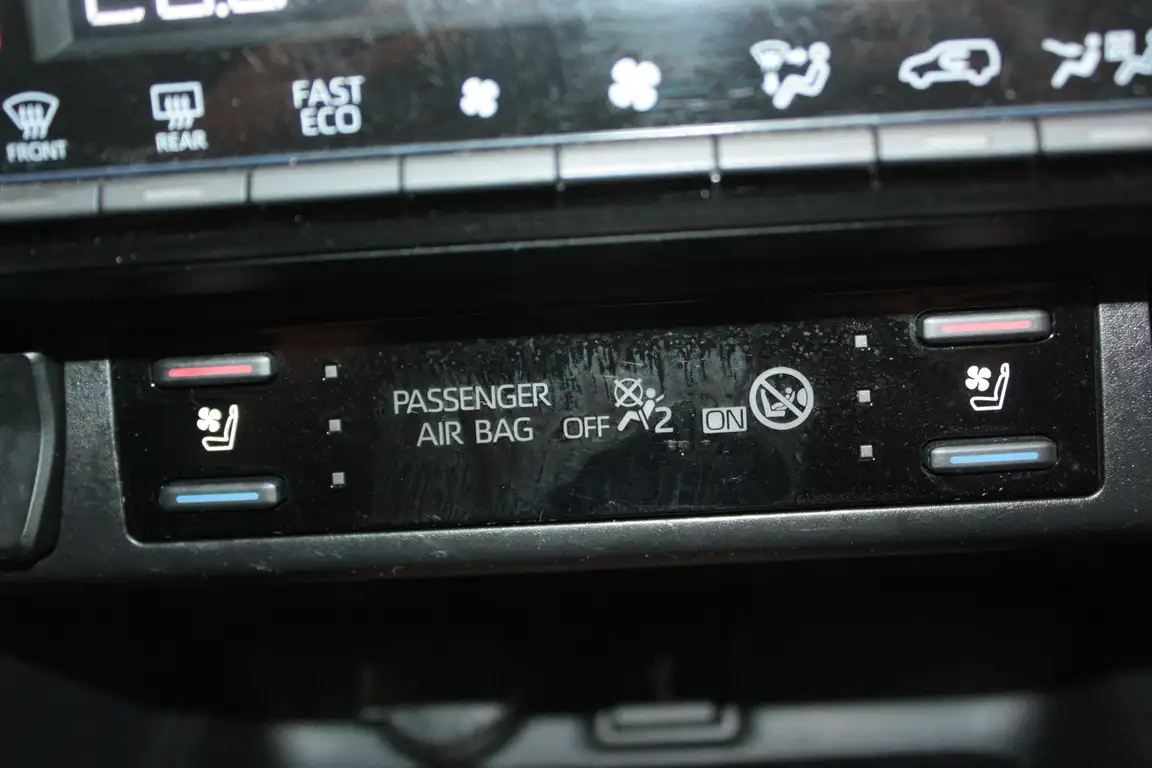 FRONT
REAR
FAST
ECO
PASSENGER
AIR BAG
OFF
2
ON